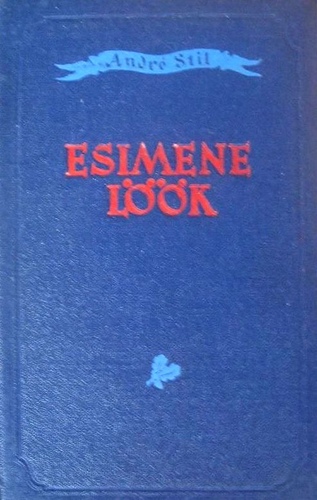 André Stil
ESIMENE
LÖÖK